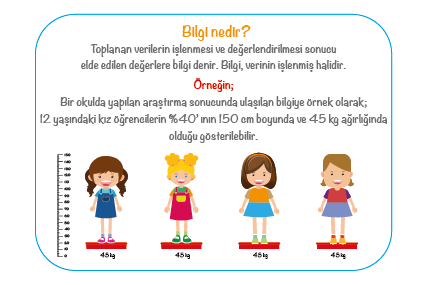 Bilgi nedir?
Toplanan verilerin işlenmesi ve değerlendirilmesi sonucu
elde edilen değerlere bilgi denir. Bilgi, verinin işlenmiş halidir.
Örneğin;
Bir okulda yapılan araştırma sonucunda ulaşılan bilgiye örnek olarak;
12 yaşındaki kız öğrencilerin %40' mın 150 cm boyunda ve 45 kg ağırlığında
olduğu gösterilebilir.
45 kg 45 kg 45 kg 45 kg